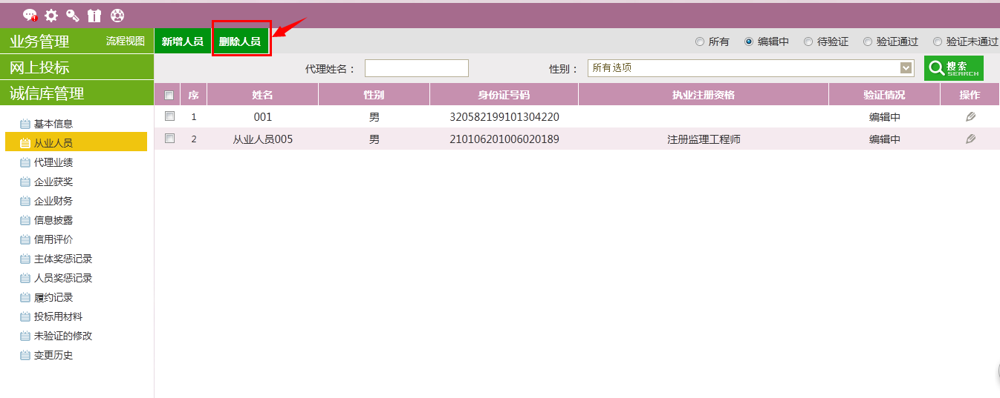 业务管理 流程视图 新增人员 删除人员 所有 编辑中 待验证 验证通过 验证未通过
网上投标 代理姓名： 性别： 所有选项 搜索 SEARCH
诚信库管理 序 姓名 性别 身份证号码 执业注册资格 验证情况 操作
1 001 男 320582199101304220 编辑中
2 从业人员005 男 210106201006020189 注册监理工程师 编辑中
基本信息
从业人员
代理业绩
企业获奖
企业财务
信息披露
信用评价
主体奖惩记录
人员奖惩记录
履约记录
投标用材料
未验证的修改
变更历史